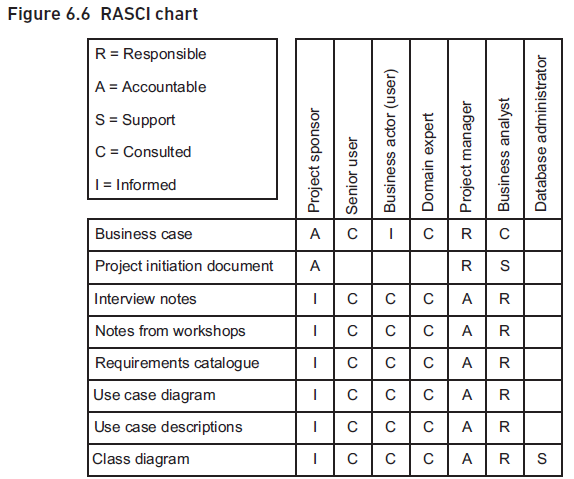 Figure 6.6 RASCI chart
R = Responsible
A = Accountable
S = Support
C = Consulted
I = Informed
Project sponsor
Senior user
Business actor (user)
Domain expert
Project manager
Business analyst
Database administrator
Business case A C I C R C
Project initiation document A R S
Interview notes I C C C A R
Notes from workshops I C C C A R
Requirements catalogue I C C C A R
Use case diagram I C C C A R
Use case descriptions I C C C A R
Class diagram I C C C A R S